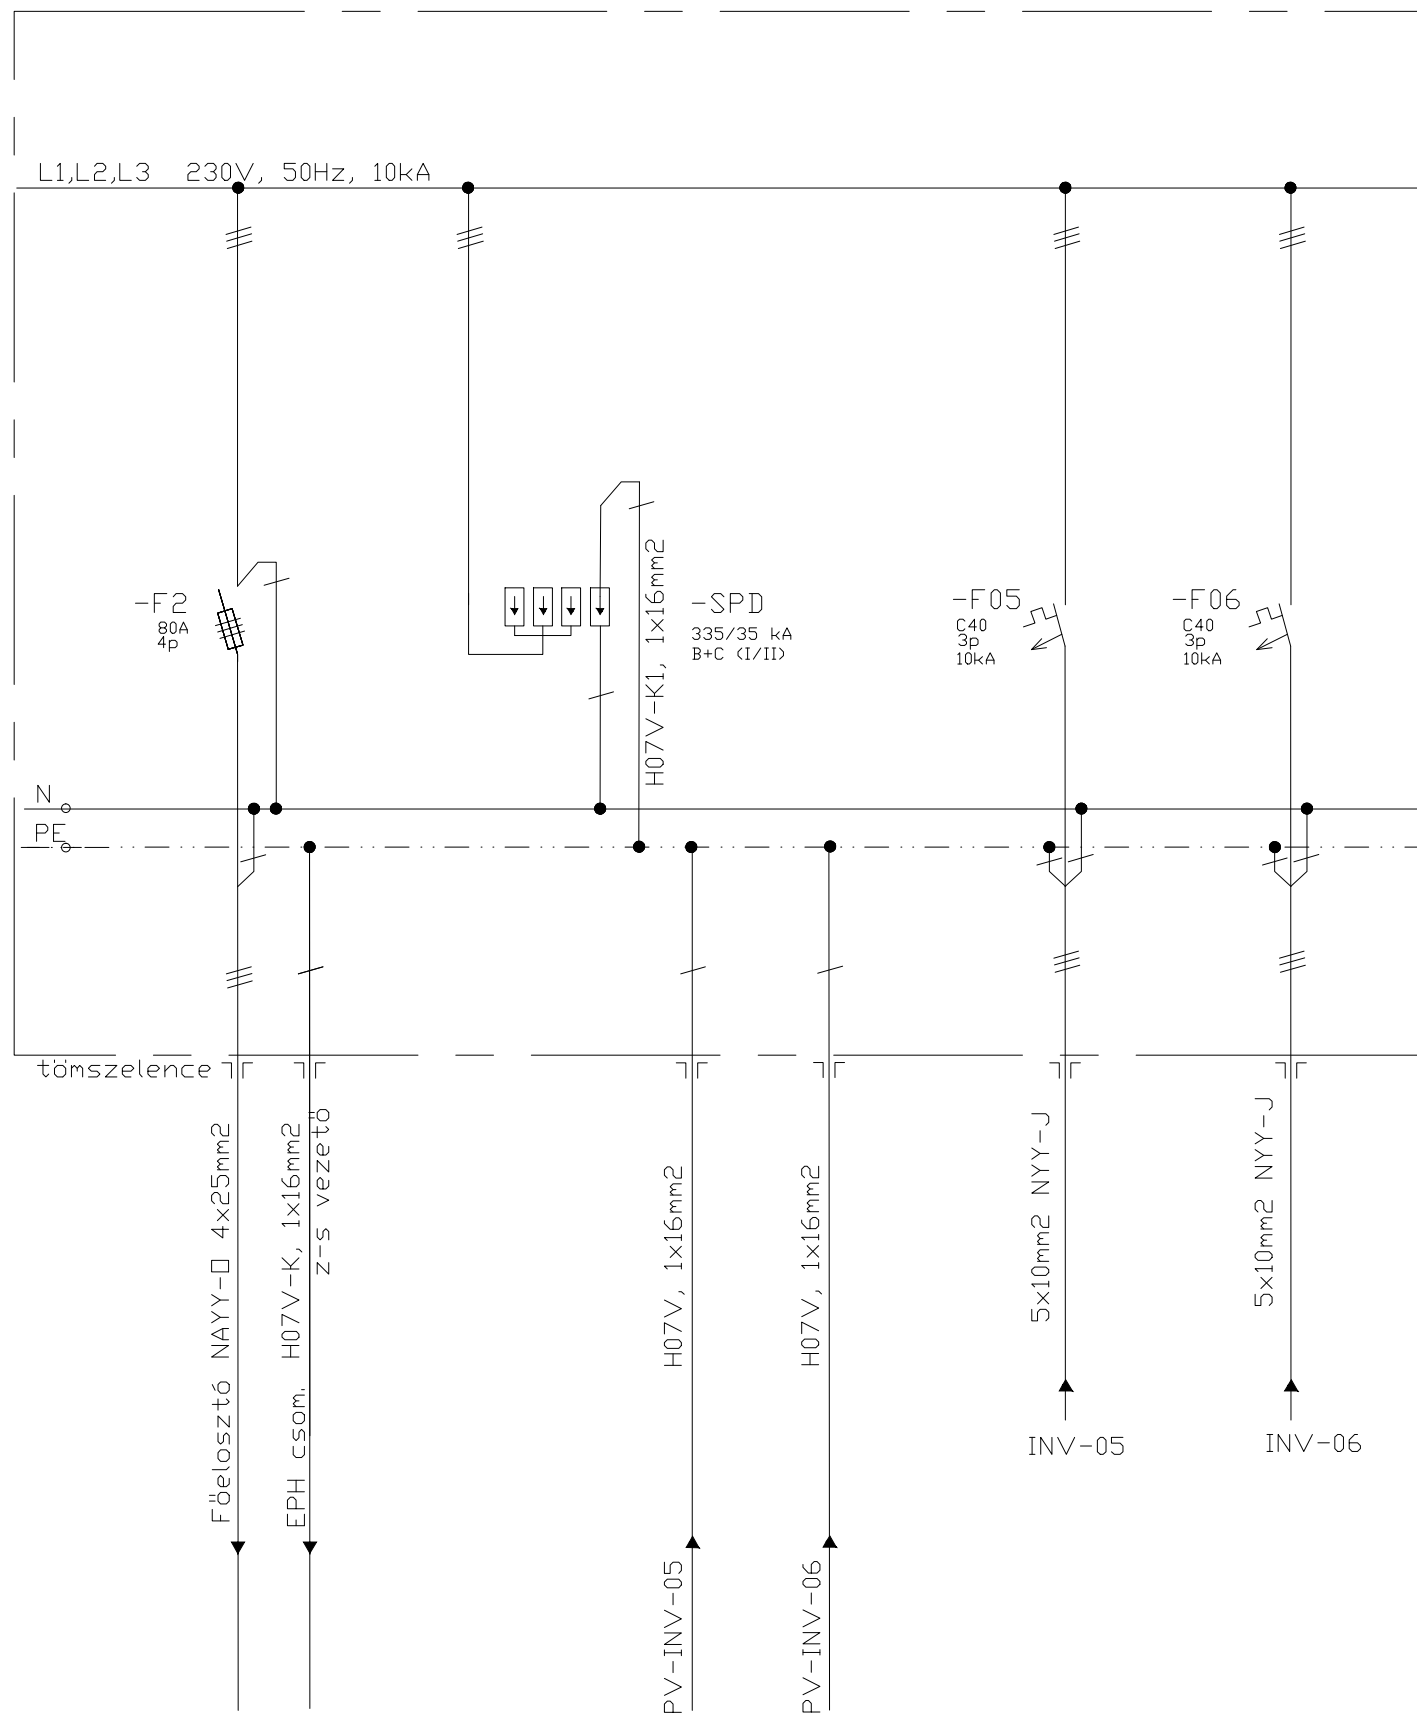 L1,L2,L3 230V, 50Hz, 10kA
-F2
80A
4p
H07V-K1, 1x16mm2
-SPD
335/35 kA
B+C (I/II)
-F05
C40
3p
10kA
-F06
C40
3p
10kA
N
PE
tömszelence
Főelosztó NAYY-□ 4x25mm2
EPH csom. H07V-K, 1x16mm2
z-s vezető
H07V, 1x16mm2
PV-INV-05
H07V, 1x16mm2
PV-INV-06
5x10mm2 NYY-J
INV-05
5x10mm2 NYY-J
INV-06